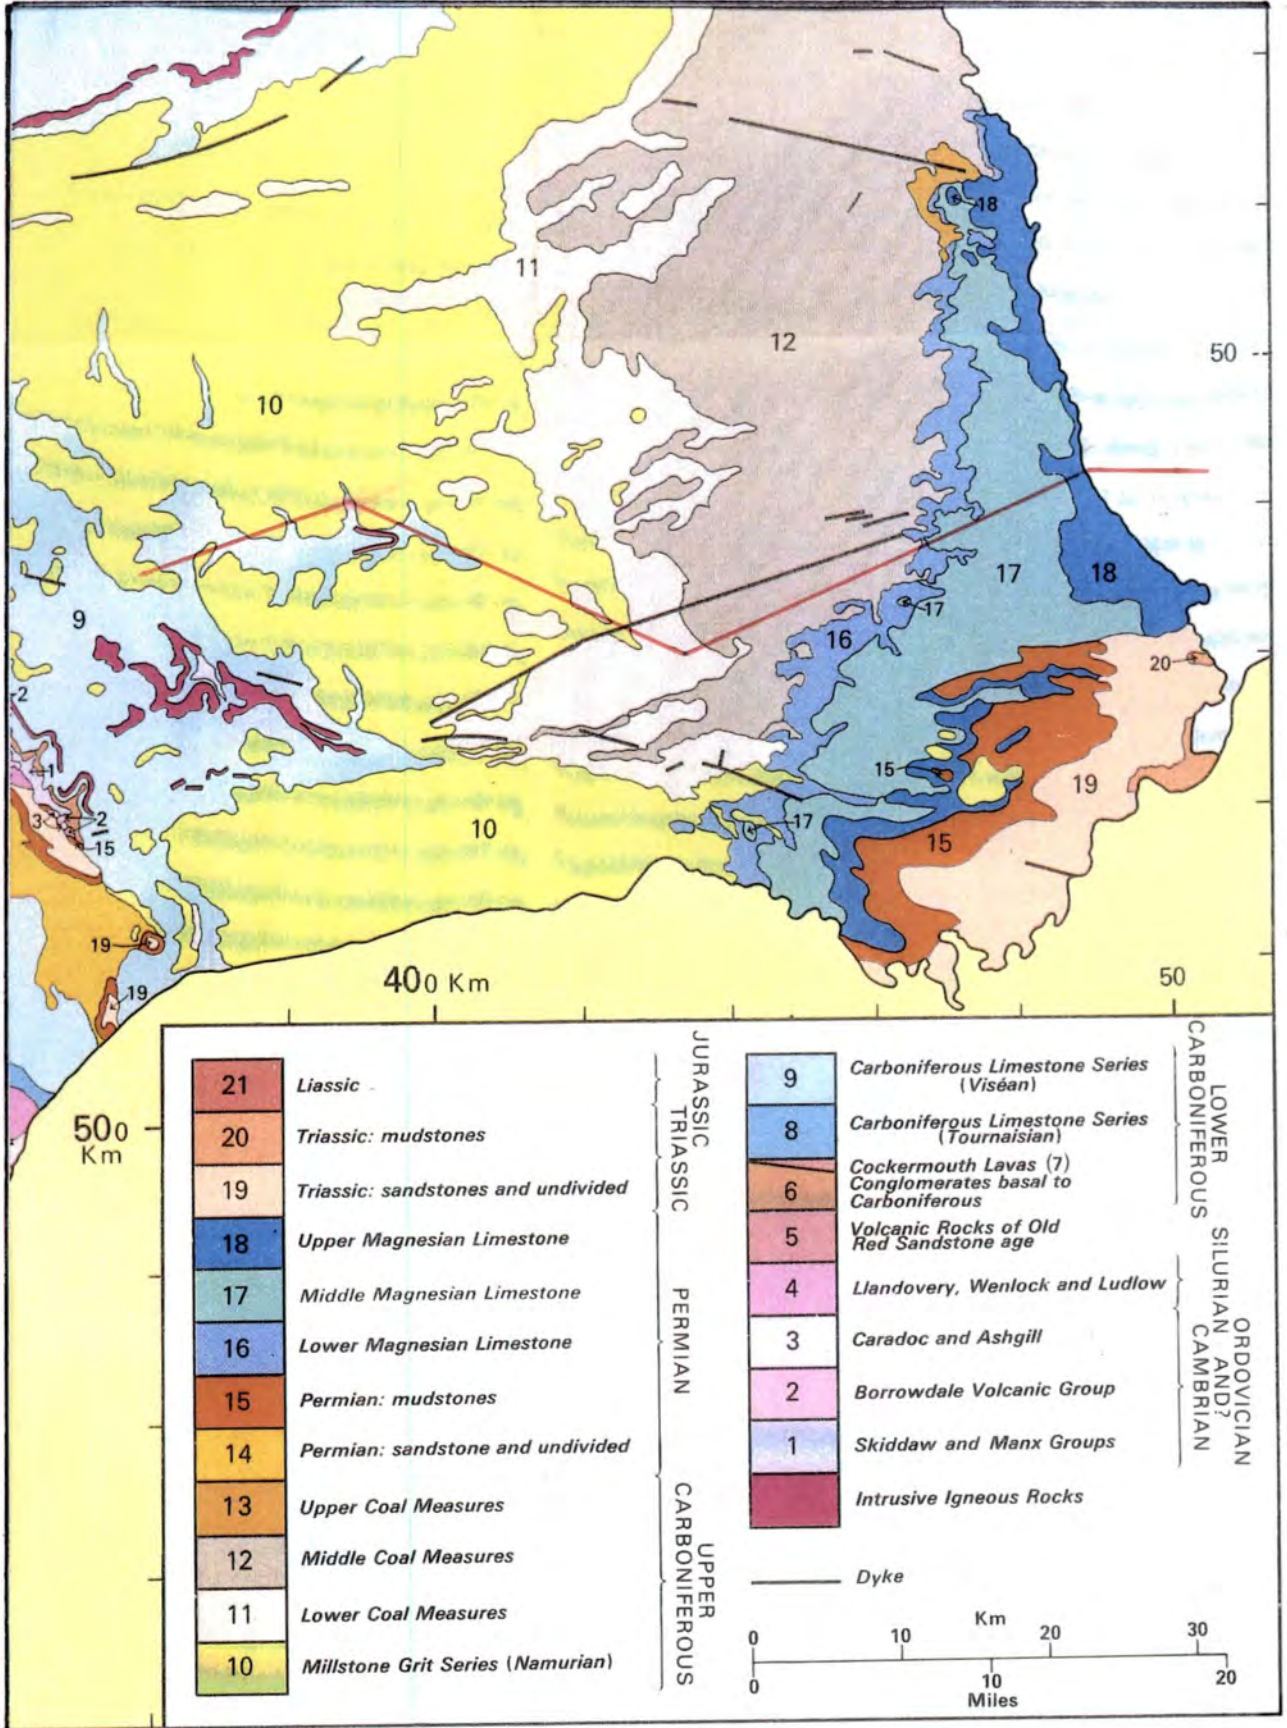 18
11
12
50
10
9
17
18
17
16
20
2
15
19
1
3
2
17
10
15
15
19
19
40₀ Km
50
50₀
Km
21 Liassic
20 Triassic: mudstones
19 Triassic: sandstones and undivided
18 Upper Magnesian Limestone
17 Middle Magnesian Limestone
16 Lower Magnesian Limestone
15 Permian: mudstones
14 Permian: sandstone and undivided
13 Upper Coal Measures
12 Middle Coal Measures
11 Lower Coal Measures
10 Millstone Grit Series (Namurian)
JURASSIC
TRIASSIC
PERMIAN
UPPER
CARBONIFEROUS
9 Carboniferous Limestone Series
(Viséan)
8 Carboniferous Limestone Series
(Tournaisian)
Cockermouth Lavas (7)
6 Conglomerates basal to
Carboniferous
5 Volcanic Rocks of Old
Red Sandstone age
4 Llandovery, Wenlock and Ludlow
3 Caradoc and Ashgill
2 Borrowdale Volcanic Group
1 Skiddaw and Manx Groups
Intrusive Igneous Rocks
Dyke
LOWER
CARBONIFEROUS
SILURIAN
ORDOVICIAN
AND?
CAMBRIAN
Km
0 10 20 30
0 10 20
Miles